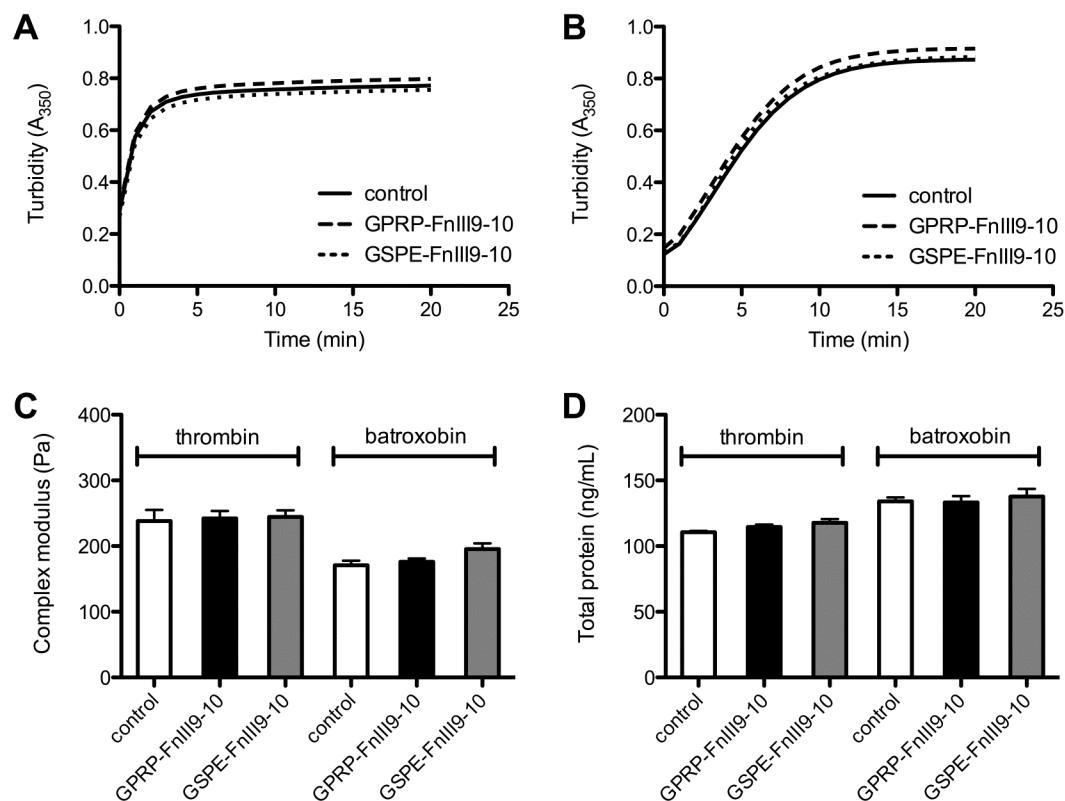 A
1.0
0.8
0.6
0.4
0.2
0.0
Turbidity (A350)
control
GPRP-FnIII9-10
GSPE-FnIII9-10
0 5 10 15 20 25
Time (min)
B
1.0
0.8
0.6
0.4
0.2
0.0
Turbidity (A350)
control
GPRP-FnIII9-10
GSPE-FnIII9-10
0 5 10 15 20 25
Time (min)
C
400
300
200
100
0
Complex modulus (Pa)
thrombin batroxobin
control
GPRP-FnIII9-10
GSPE-FnIII9-10
control
GPRP-FnIII9-10
GSPE-FnIII9-10
D
200
150
100
50
0
Total protein (ng/mL)
thrombin batroxobin
control
GPRP-FnIII9-10
GSPE-FnIII9-10
control
GPRP-FnIII9-10
GSPE-FnIII9-10